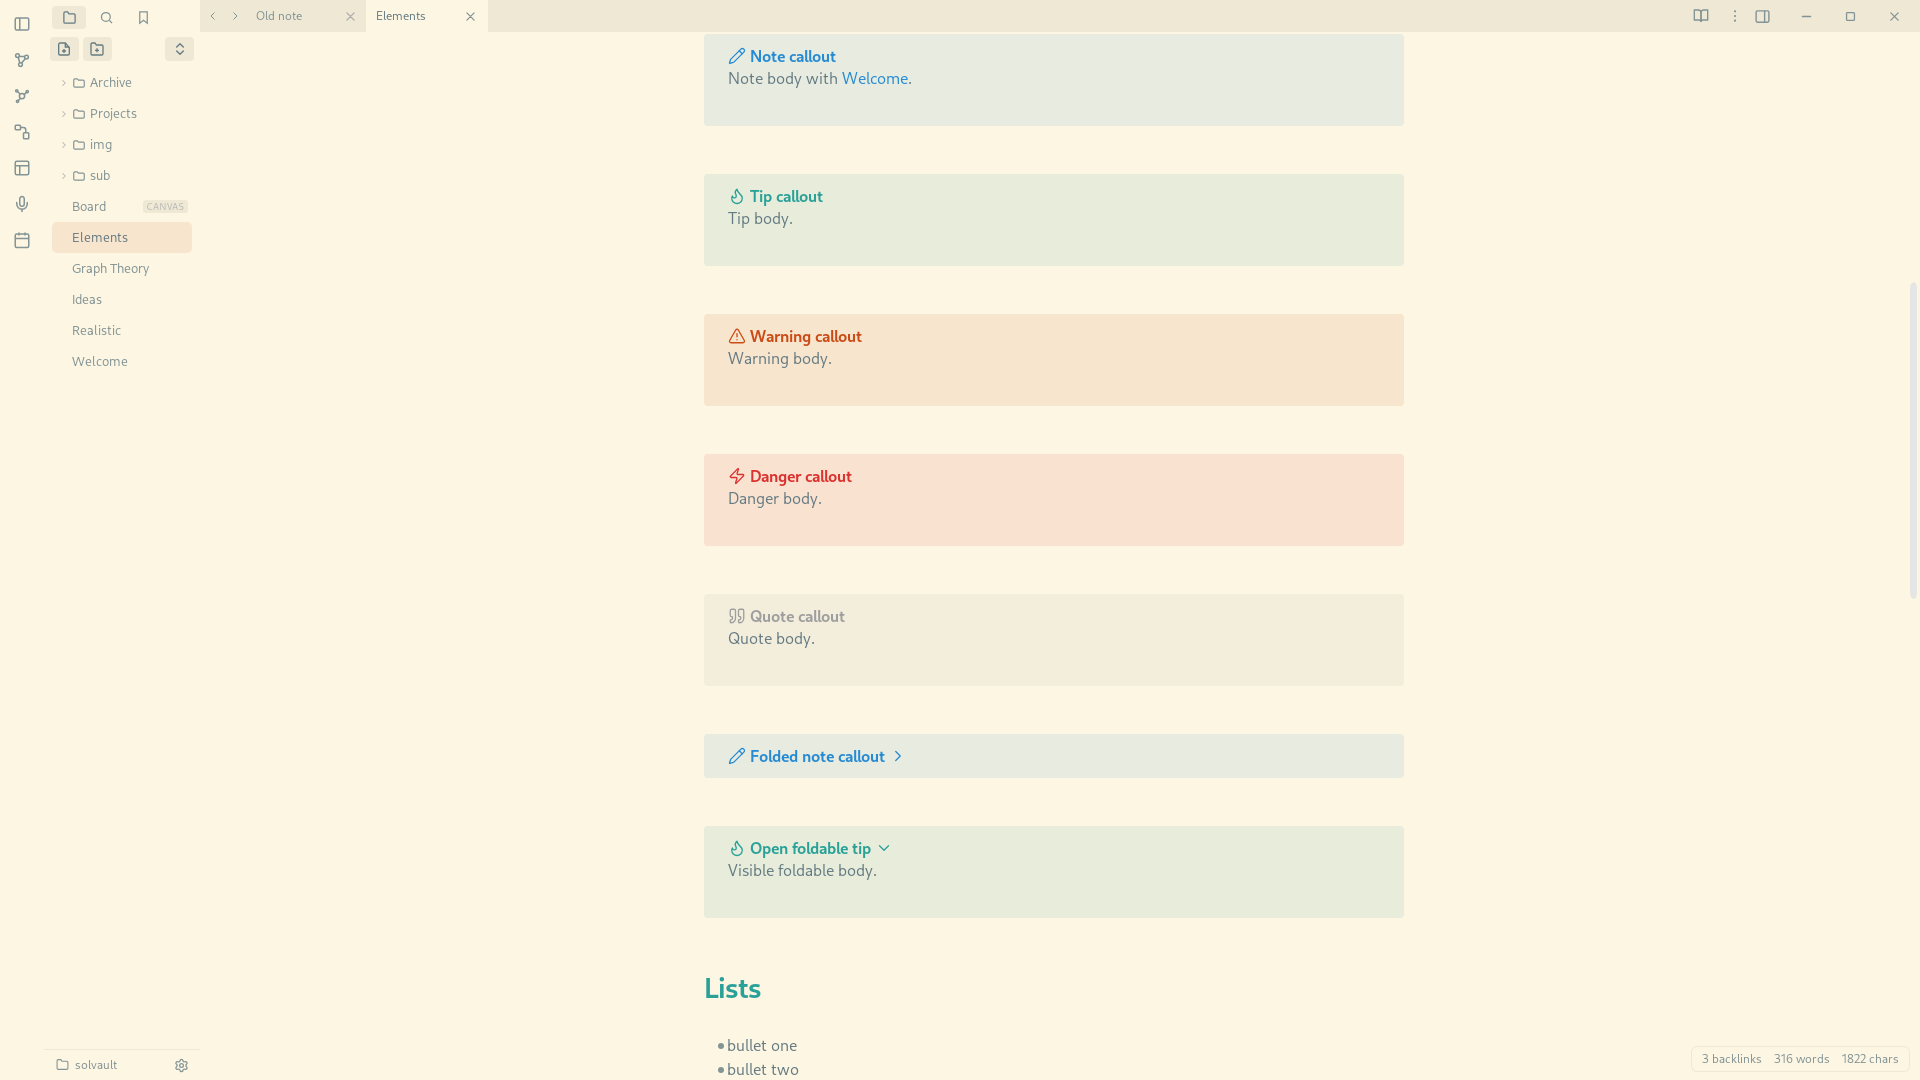 Old note
Elements
Archive
Projects
img
sub
Board CANVAS
Elements
Graph Theory
Ideas
Realistic
Welcome
solvault
Note callout
Note body with Welcome.
Tip callout
Tip body.
Warning callout
Warning body.
Danger callout
Danger body.
Quote callout
Quote body.
Folded note callout
Open foldable tip
Visible foldable body.
Lists
bullet one
bullet two
3 backlinks 316 words 1822 chars